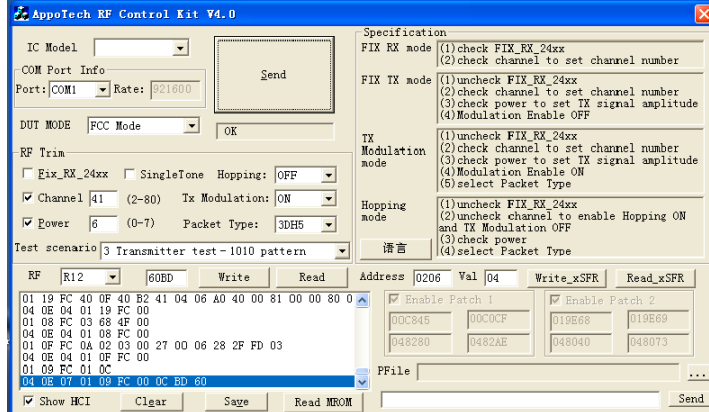 AppoTech RF Control Kit V4.0
IC Model
COM Port Info
Port: COM1 Rate: 921600
Send
DUT MODE FCC Mode
OK
RF Trim
Fix_RX_24xx SingleTone Hopping: OFF
Channel 41 (2-80) Tx Modulation: ON
Power 6 (0-7) Packet Type: 3DH5
Test scenario 3 Transmitter test - 1010 pattern
Specification
FIX RX mode (1)check FIX_RX_24xx
(2)check channel to set channel number
FIX TX mode (1)uncheck FIX_RX_24xx
(2)check channel to set channel number
(3)check power to set TX signal amplitude
(4)Modulation Enable OFF
TX Modulation mode (1)uncheck FIX_RX_24xx
(2)check channel to set channel number
(3)check power to set TX signal amplitude
(4)Modulation Enable ON
(5)select Packet Type
Hopping mode (1)uncheck FIX_RX_24xx
(2)uncheck channel to enable Hopping ON
and TX Modulation OFF
(3)check power
(4)select Packet Type
语言
RF R12 60BD Write Read
Address 0206 Val 04 Write_xSFR Read_xSFR
01 19 FC 40 0F 40 B2 41 04 06 A0 40 00 81 00 00 80 0
04 0E 04 01 19 FC 00
01 08 FC 03 68 4F 00
04 0E 04 01 08 FC 00
01 0F FC 0A 02 03 00 27 00 06 28 2F FD 03
04 0E 04 01 0F FC 00
01 09 FC 01 0C
04 0E 07 01 09 FC 00 0C BD 60
Enable Patch 1
00C845 00C0CF
048280 0482AE
Enable Patch 2
019E68 019E69
048040 048073
PFile ...
Show HCI Clear Save Read MROM
Send